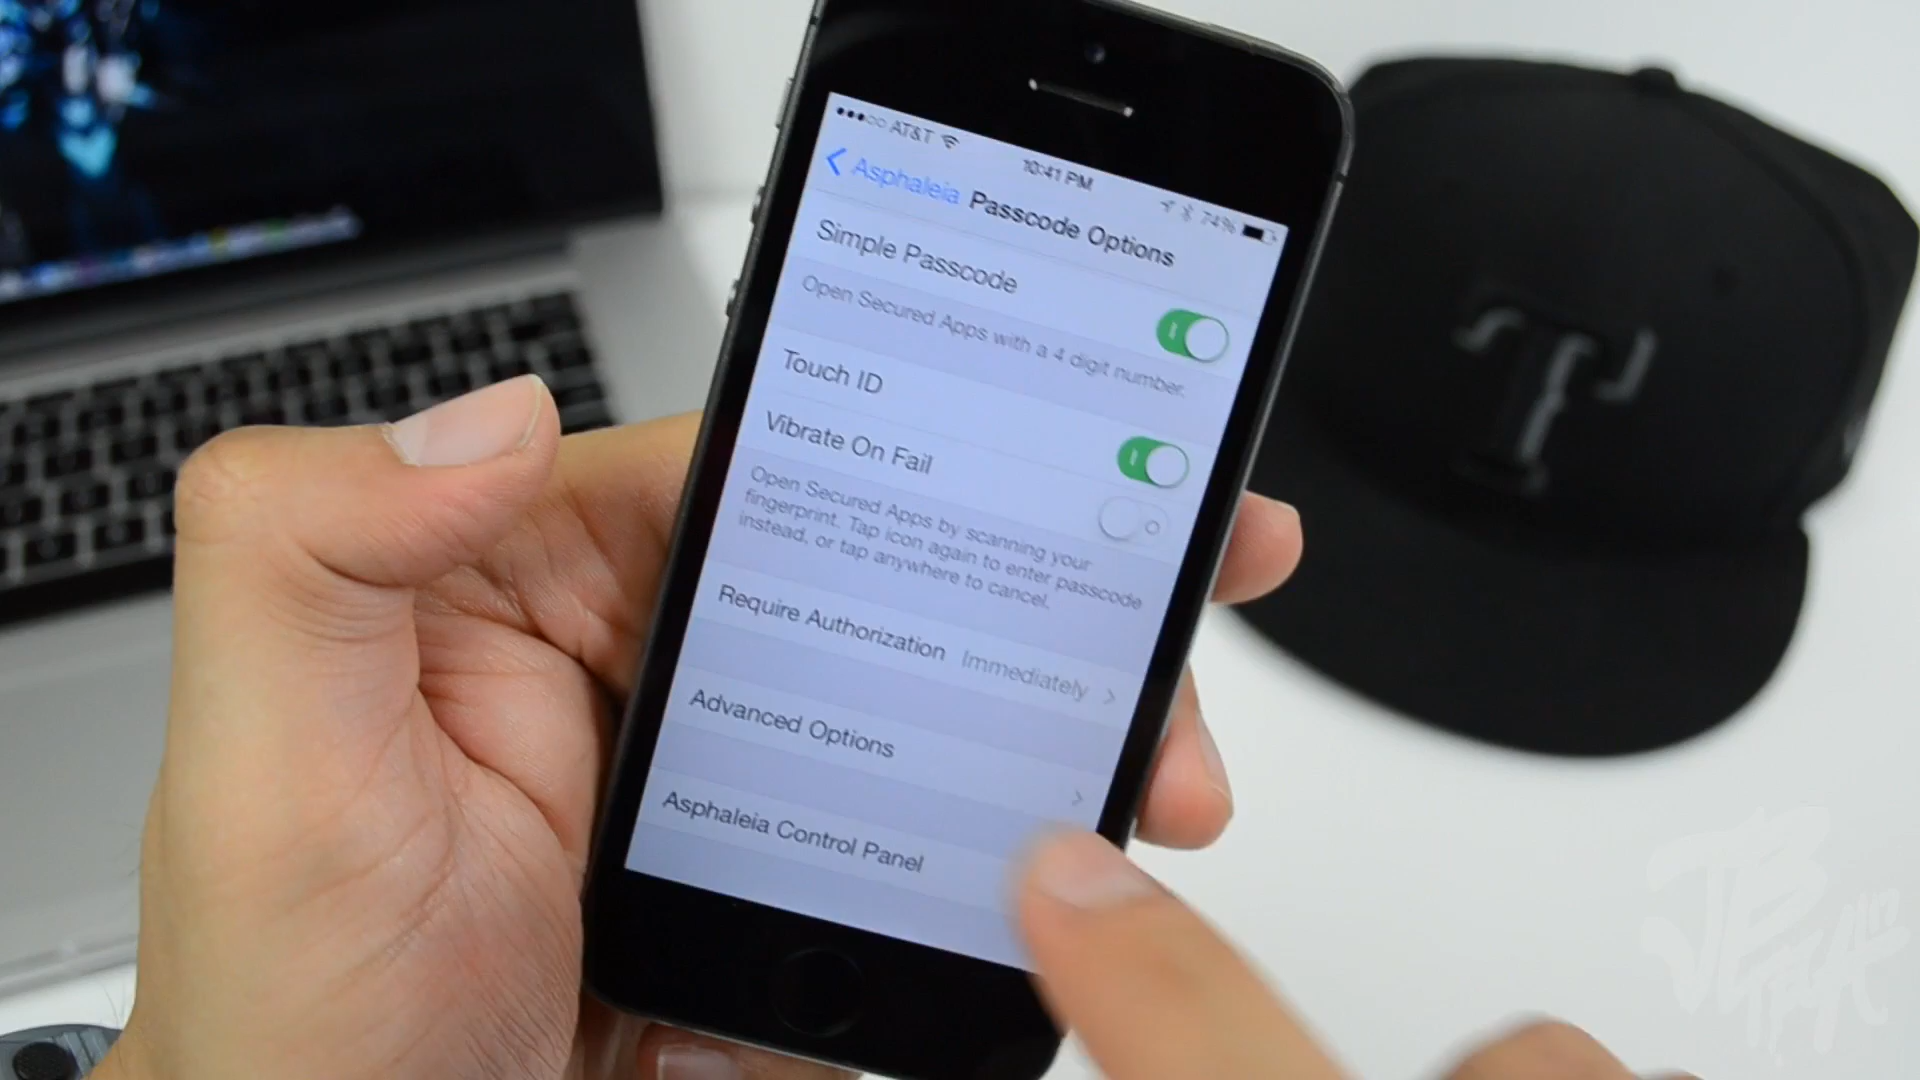 AT&T 10:41 PM 74%
Asphaleia Passcode Options
Simple Passcode
Open Secured Apps with a 4 digit number.
Touch ID
Vibrate On Fail
Open Secured Apps by scanning your
fingerprint. Tap icon again to enter passcode
instead, or tap anywhere to cancel.
Require Authorization Immediately
Advanced Options
Asphaleia Control Panel
T